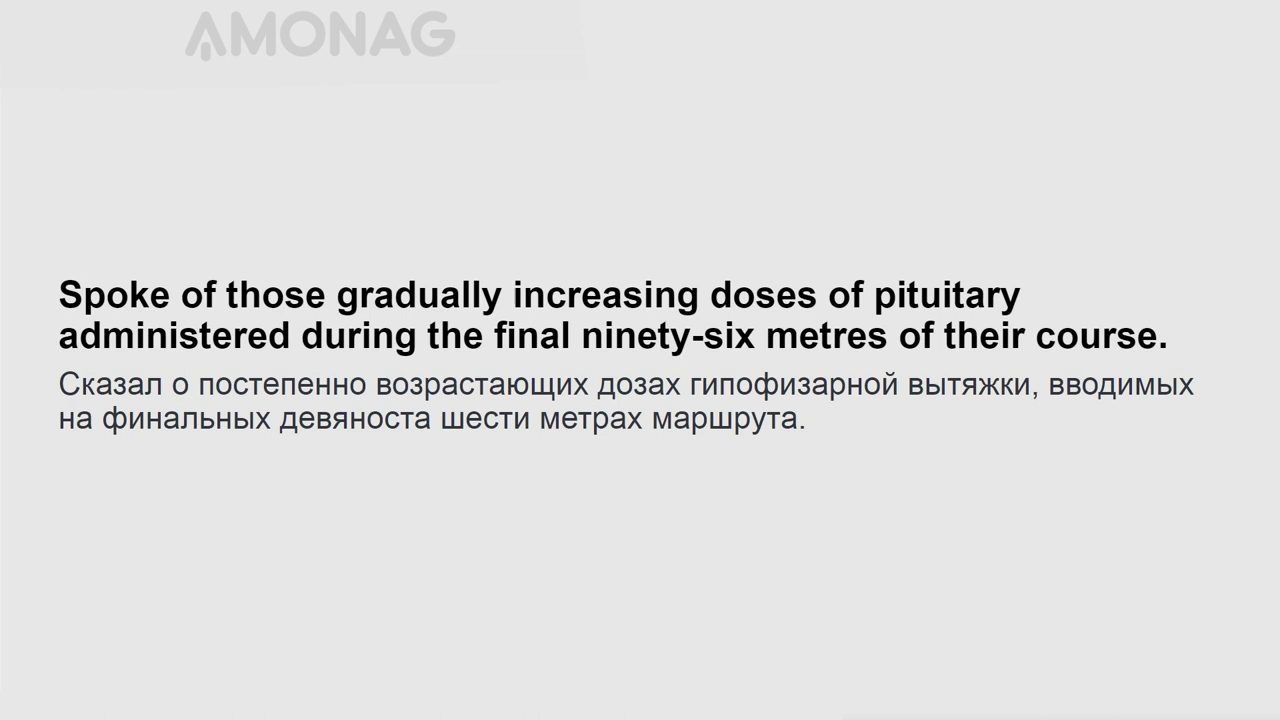 AMONAG
Spoke of those gradually increasing doses of pituitary
administered during the final ninety-six metres of their course.
Сказал о постепенно возрастающих дозах гипофизарной вытяжки, вводимых
на финальных девяноста шести метрах маршрута.